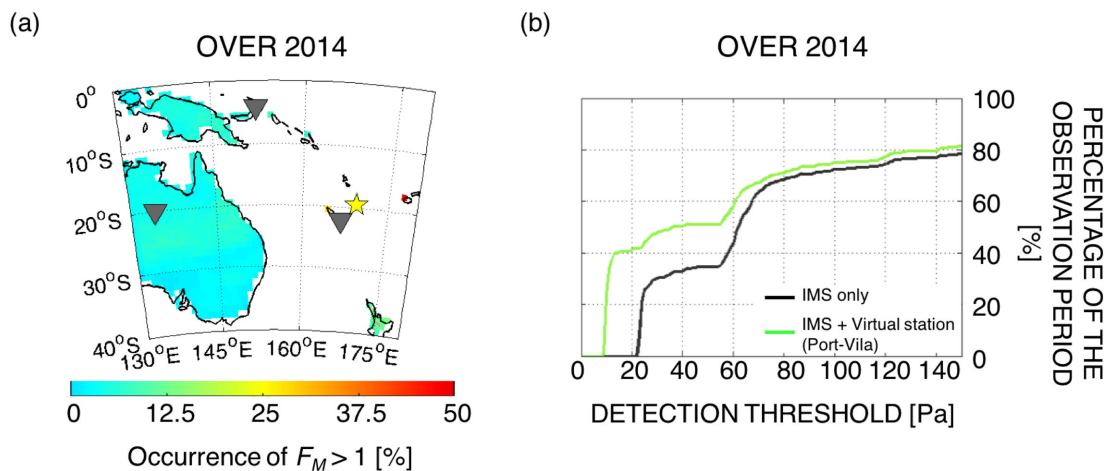 (a)
OVER 2014
0°
10°S
20°S
30°S
40°S
130°E
145°E
160°E
175°E
0
12.5
25
37.5
50
Occurrence of F_M > 1 [%]
(b)
OVER 2014
100
80
60
40
20
0
0
20
40
60
80
100
120
140
IMS only
IMS + Virtual station
(Port-Vila)
DETECTION THRESHOLD [Pa]
PERCENTAGE OF THE
OBSERVATION PERIOD
[%]